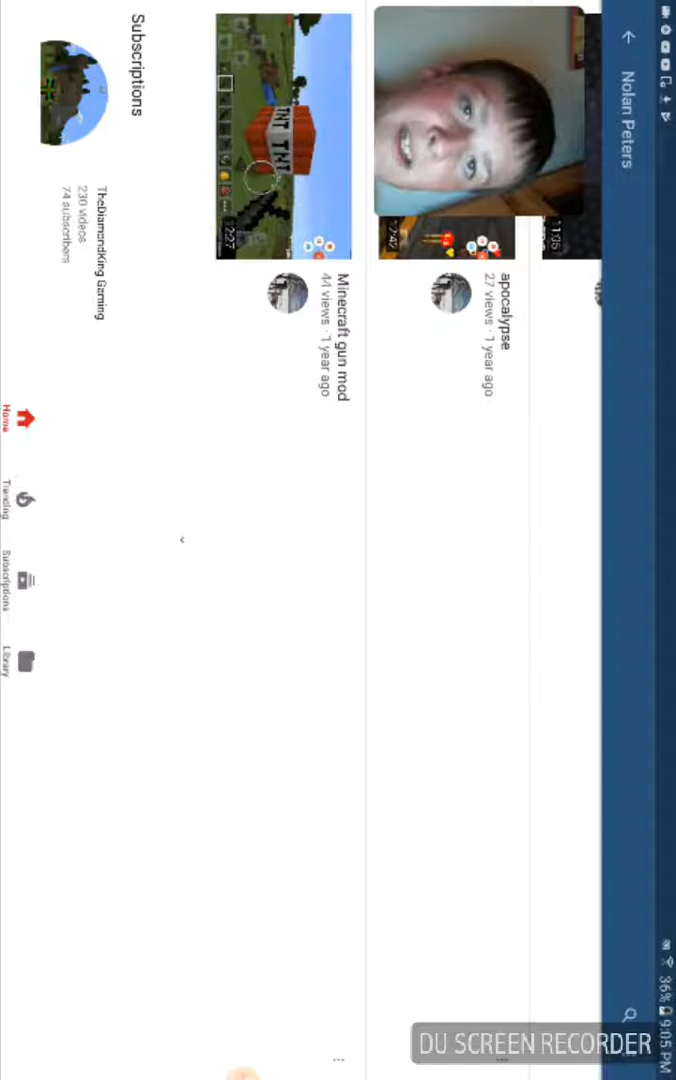 9:05 PM
36%
Nolan Peters
11:05
12:42
apocalypse
27 views · 1 year ago
TNT TNT
12:27
Minecraft gun mod
44 views · 1 year ago
Subscriptions
TheDiamondKing Gaming
230 videos
74 subscribers
Home
Trending
Subscriptions
Library
DU SCREEN RECORDER